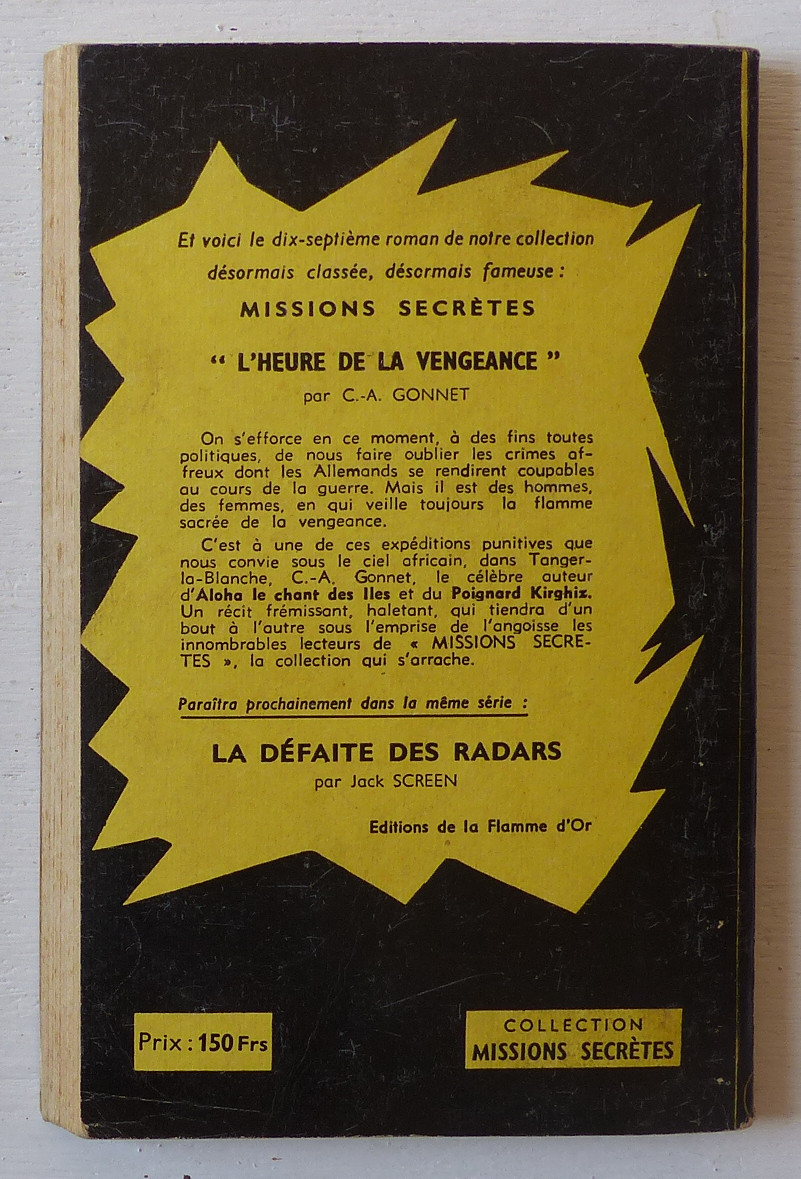 Et voici le dix-septième roman de notre collection
désormais classée, désormais fameuse :
MISSIONS SECRÈTES
“ L'HEURE DE LA VENGEANCE ”
par C.-A. GONNET
On s'efforce en ce moment, à des fins toutes
politiques, de nous faire oublier les crimes af-
freux dont les Allemands se rendirent coupables
au cours de la guerre. Mais il est des hommes,
des femmes, en qui veille toujours la flamme
sacrée de la vengeance.
C'est à une de ces expéditions punitives que
nous convie sous le ciel africain, dans Tanger-
la-Blanche, C.-A. Gonnet, le célèbre auteur
d'Aloha le chant des Iles et du Poignard Kirghiz.
Un récit frémissant, haletant, qui tiendra d'un
bout à l'autre sous l'emprise de l'angoisse les
innombrables lecteurs de « MISSIONS SECRE-
TES », la collection qui s'arrache.
Paraîtra prochainement dans la même série :
LA DÉFAITE DES RADARS
par Jack SCREEN
Editions de la Flamme d'Or
Prix : 150 Frs
COLLECTION
MISSIONS SECRÈTES